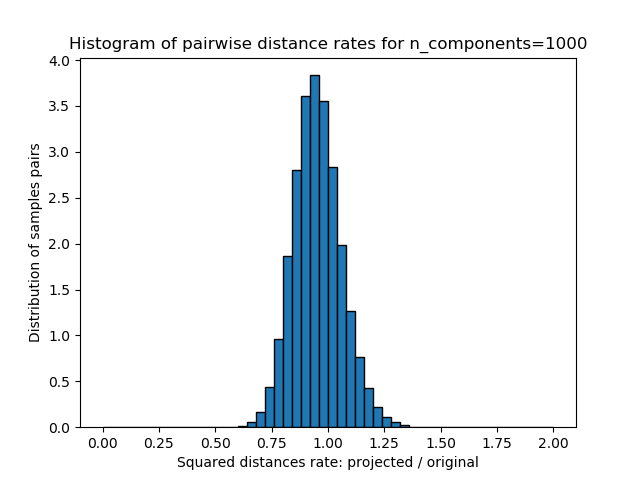 Histogram of pairwise distance rates for n_components=1000
4.0
3.5
3.0
2.5
2.0
1.5
1.0
0.5
0.0
Distribution of samples pairs
0.00 0.25 0.50 0.75 1.00 1.25 1.50 1.75 2.00
Squared distances rate: projected / original